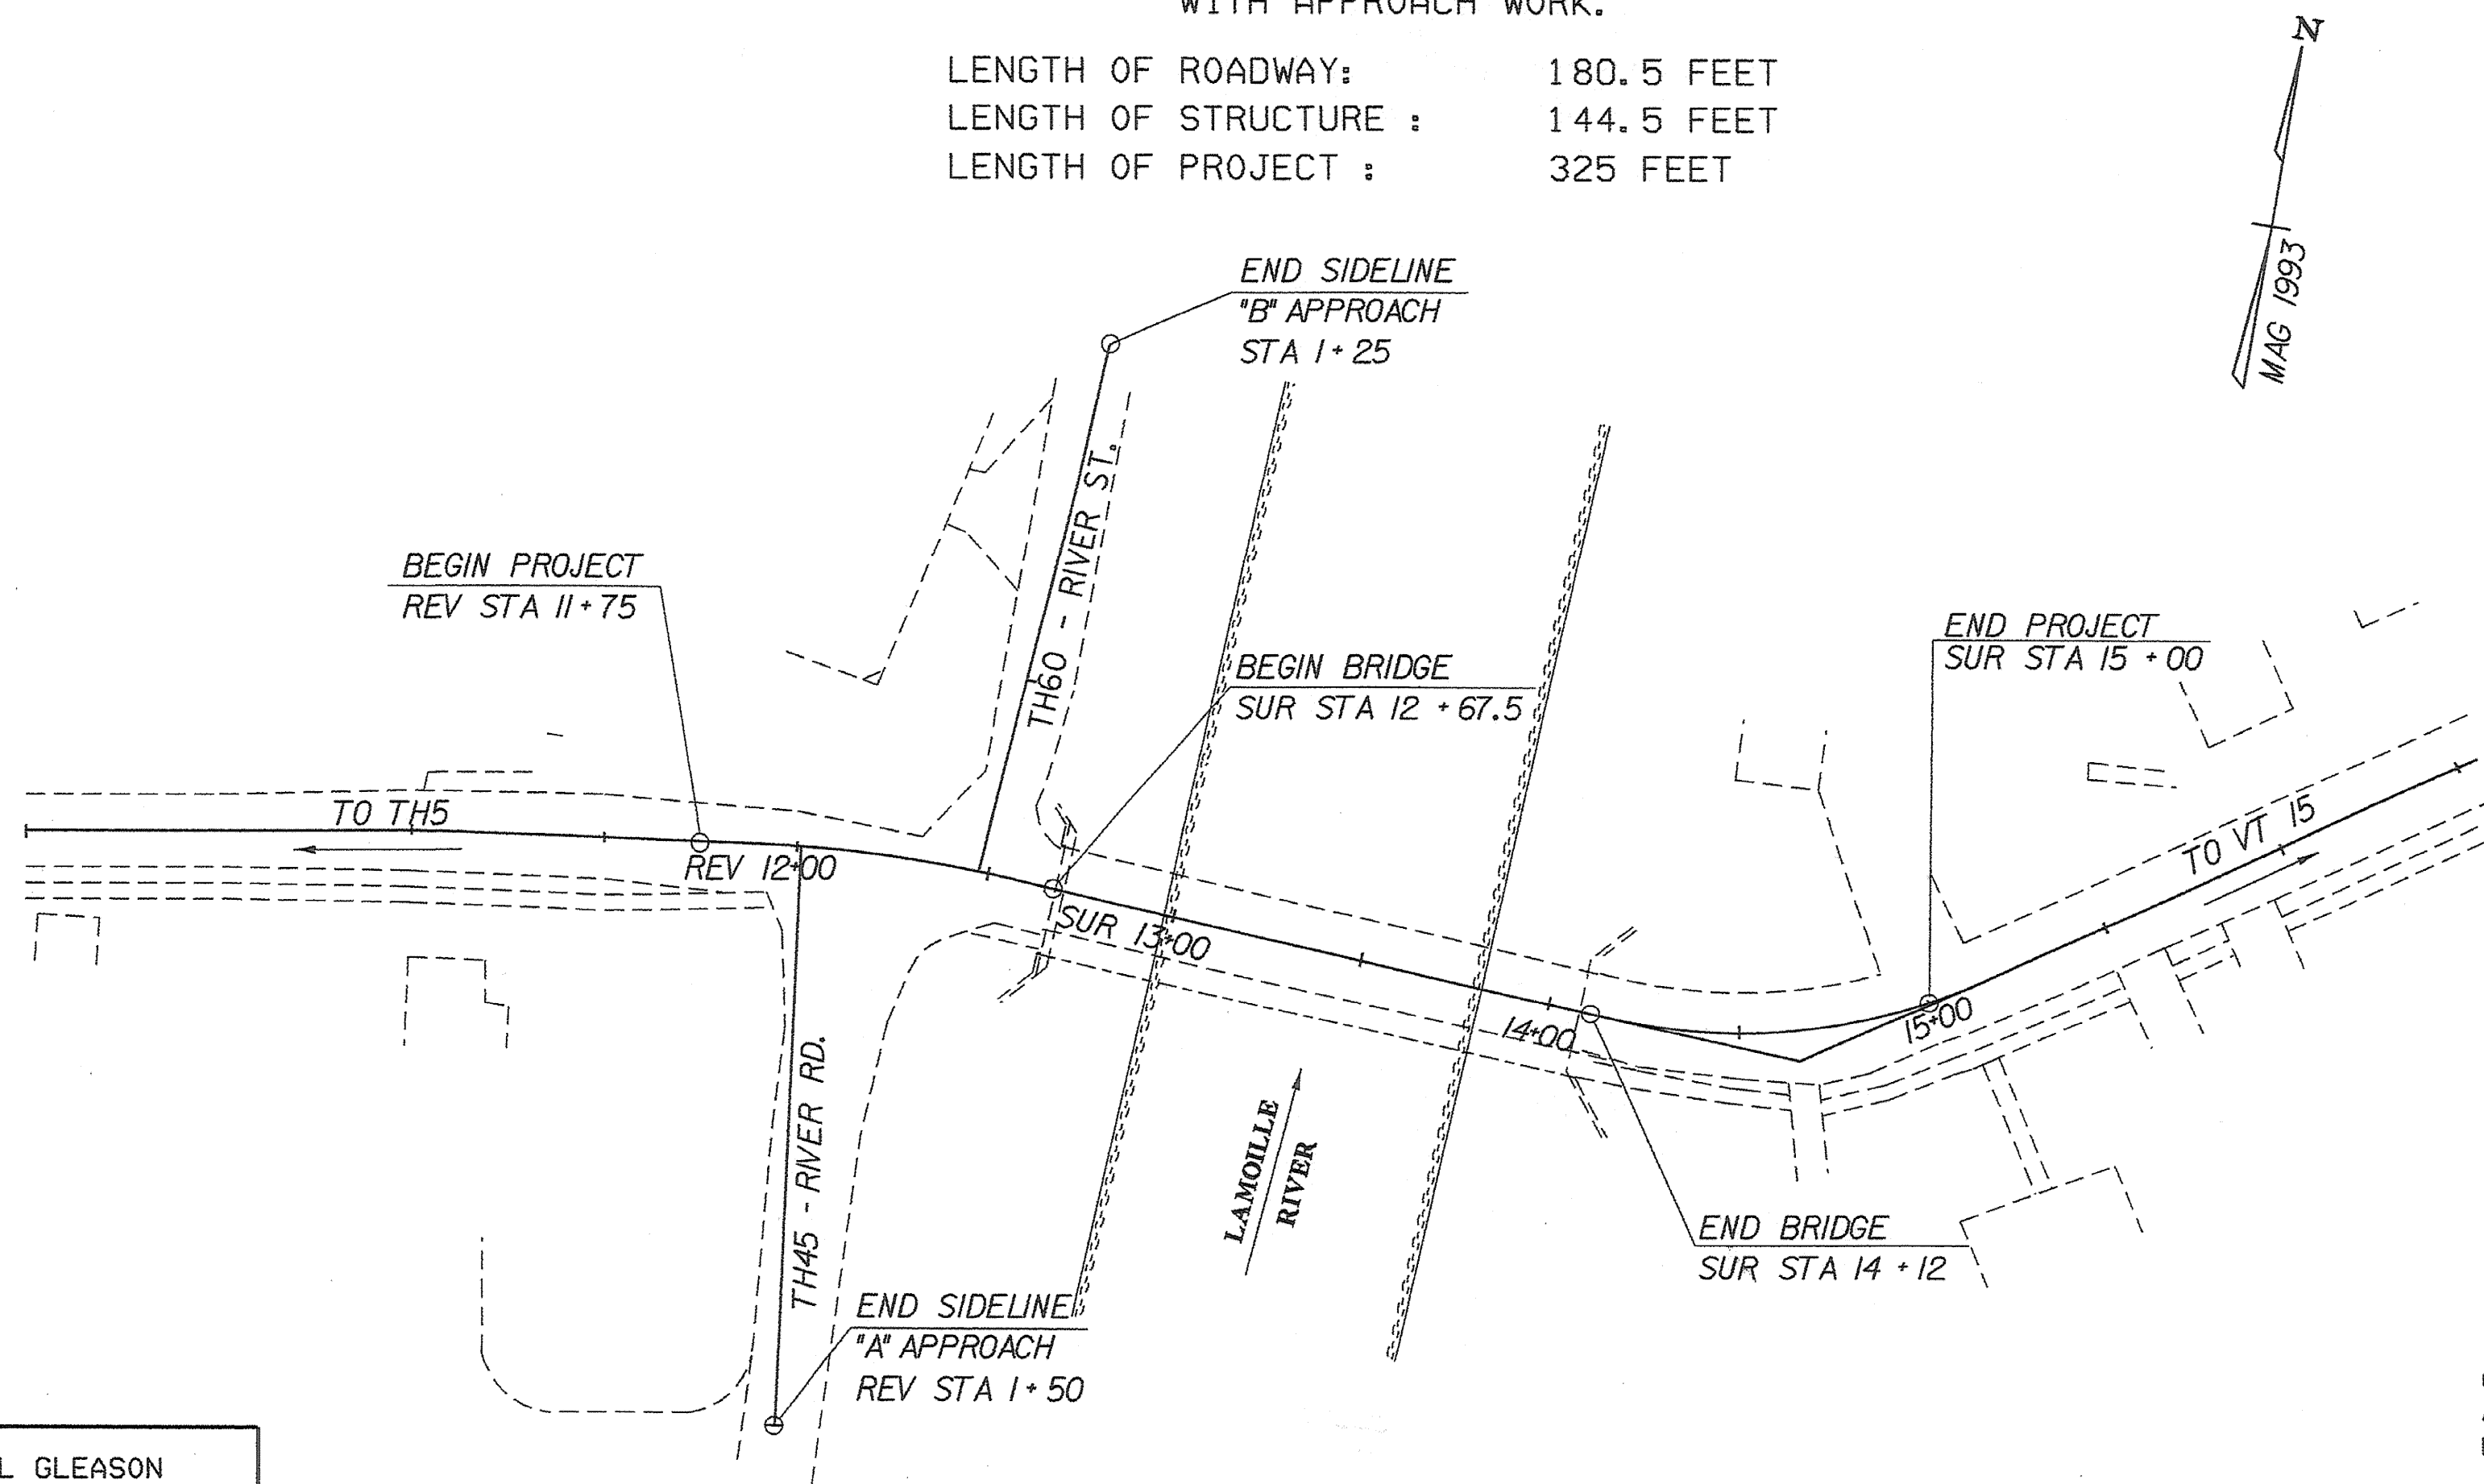 WITH APPROACH WORK.
LENGTH OF ROADWAY: 180.5 FEET
LENGTH OF STRUCTURE : 144.5 FEET
LENGTH OF PROJECT : 325 FEET
N
MAG 1993
END SIDELINE
"B" APPROACH
STA 1+25
TH60 - RIVER ST.
BEGIN PROJECT
REV STA 11+75
BEGIN BRIDGE
SUR STA 12 +67.5
END PROJECT
SUR STA 15 +00
TO TH5
REV 12+00
SUR 13+00
14+00
15+00
TO VT 15
TH45 - RIVER RD.
LAMOILLE
RIVER
END BRIDGE
SUR STA 14 +12
END SIDELINE
"A" APPROACH
REV STA 1+50
L GLEASON